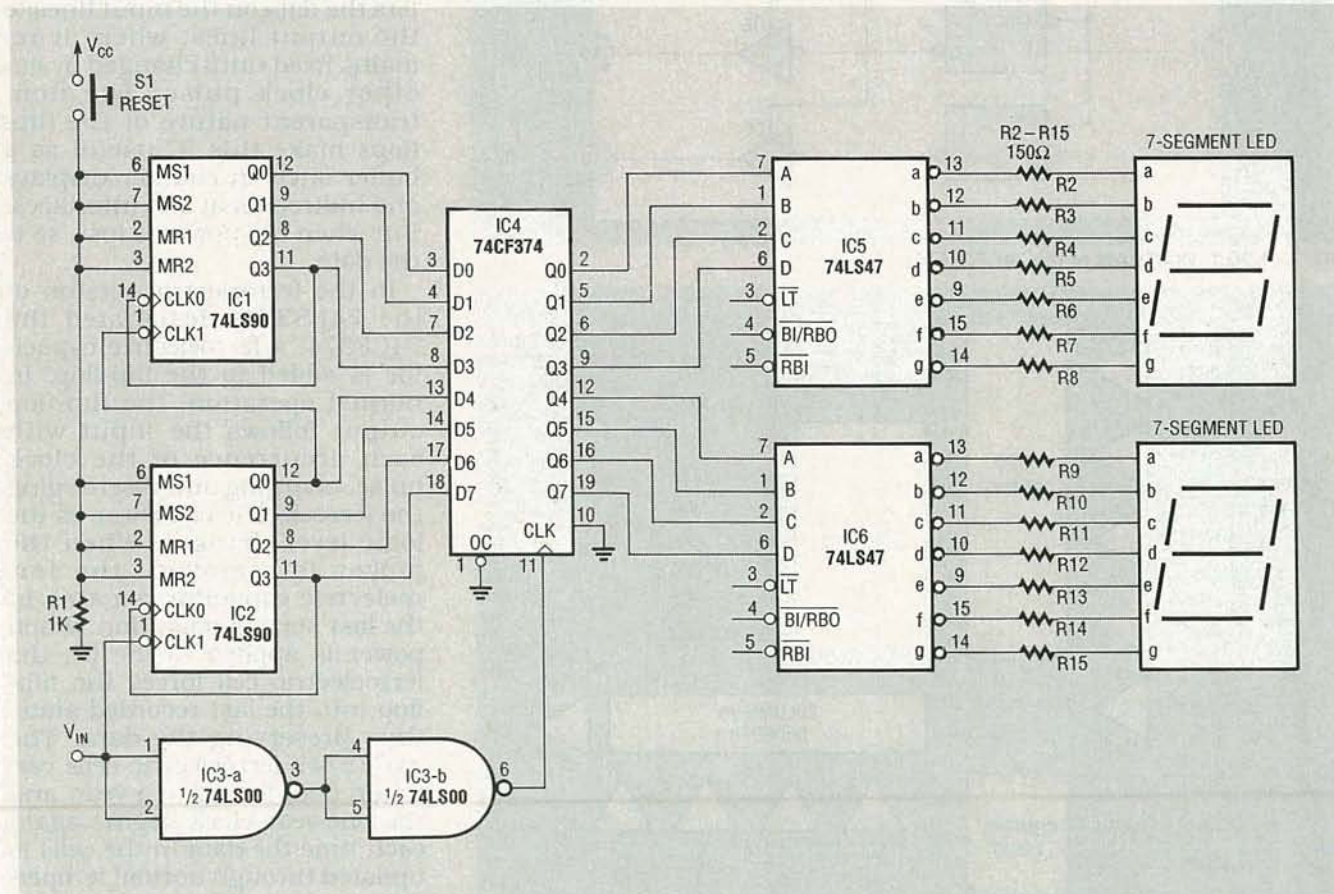 V_CC
S1
RESET
6 MS1 Q0 12
7 MS2 Q1 9
2 MR1 Q2 8
3 MR2 Q3 11
14 CLK0
1 CLK1
IC1
74LS90
6 MS1 Q0 12
7 MS2 Q1 9
2 MR1 Q2 8
3 MR2 Q3 11
14 CLK0
1 CLK1
IC2
74LS90
R1
1K
V_IN
1
2
IC3-a
1/2 74LS00
3
4
5
IC3-b
1/2 74LS00
6
IC4
74CF374
3 D0 Q0 2
4 D1 Q1 5
7 D2 Q2 6
8 D3 Q3 9
13 D4 Q4 12
14 D5 Q5 15
17 D6 Q6 16
18 D7 Q7 19
10
OC CLK
1 11
7 A a 13
1 B b 12
2 C c 11
6 D d 10
3 LT e 9
4 BI/RBO f 15
5 RBI g 14
IC5
74LS47
R2–R15
150Ω
R2
R3
R4
R5
R6
R7
R8
7-SEGMENT LED
a
b
c
d
e
f
g
7 A a 13
1 B b 12
2 C c 11
6 D d 10
3 LT e 9
4 BI/RBO f 15
5 RBI g 14
IC6
74LS47
R9
R10
R11
R12
R13
R14
R15
7-SEGMENT LED
a
b
c
d
e
f
g